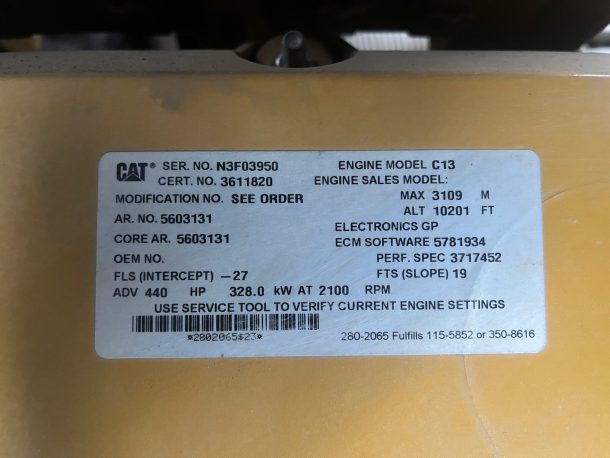 CAT® SER. NO. N3F03950 ENGINE MODEL C13
CERT. NO. 3611820 ENGINE SALES MODEL:
MODIFICATION NO. SEE ORDER MAX 3109 M
ALT 10201 FT
AR. NO. 5603131 ELECTRONICS GP
CORE AR. 5603131 ECM SOFTWARE 5781934
OEM NO. PERF. SPEC 3717452
FLS (INTERCEPT) -27 FTS (SLOPE) 19
ADV 440 HP 328.0 kW AT 2100 RPM
USE SERVICE TOOL TO VERIFY CURRENT ENGINE SETTINGS
*2802065$23* 280-2065 Fulfills 115-5852 or 350-8616